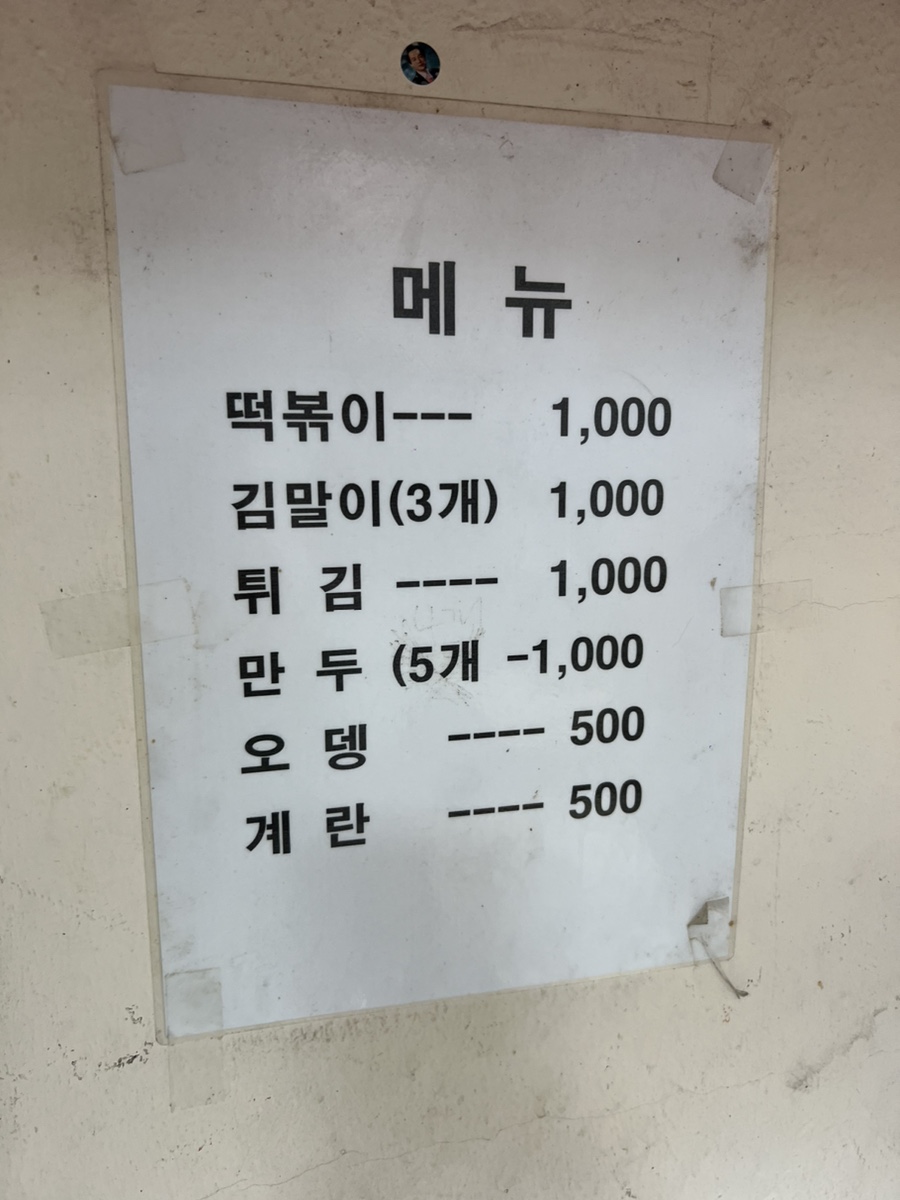 메 뉴
떡볶이--- 1,000
김말이(3개) 1,000
튀 김 ---- 1,000
만 두 (5개 -1,000
오 뎅 ---- 500
계 란 ---- 500